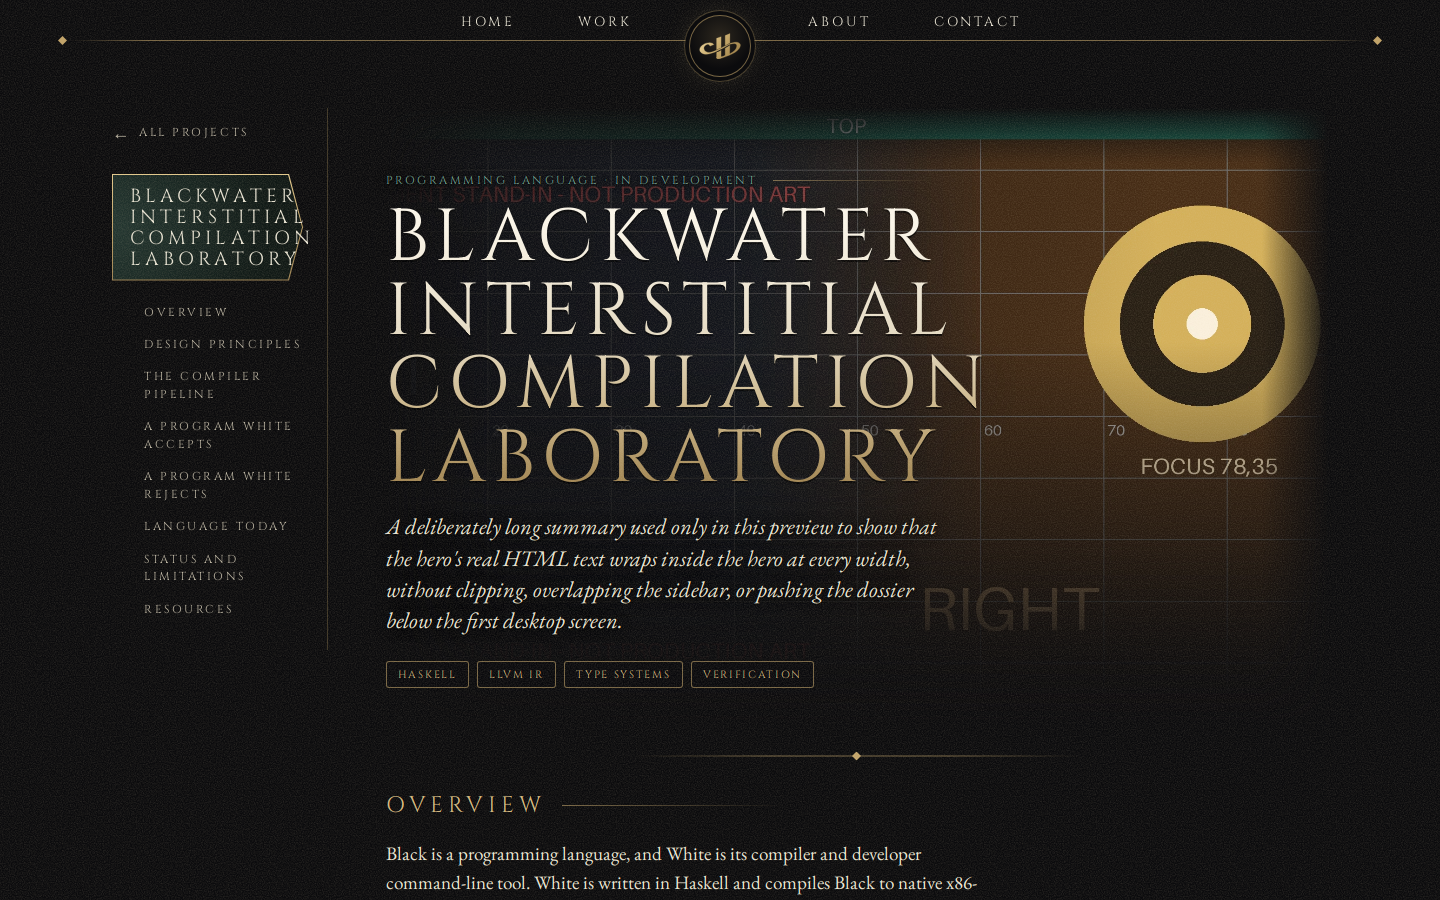 HOME WORK ABOUT CONTACT
← ALL PROJECTS
BLACKWATER
INTERSTITIAL
COMPILATION
LABORATORY
OVERVIEW
DESIGN PRINCIPLES
THE COMPILER
PIPELINE
A PROGRAM WHITE
ACCEPTS
A PROGRAM WHITE
REJECTS
LANGUAGE TODAY
STATUS AND
LIMITATIONS
RESOURCES
TOP
PROGRAMMING LANGUAGE · IN DEVELOPMENT
STAND-IN - NOT PRODUCTION ART
BLACKWATER
INTERSTITIAL
COMPILATION
LABORATORY
50 60 70
FOCUS 78,35
A deliberately long summary used only in this preview to show that
the hero's real HTML text wraps inside the hero at every width,
without clipping, overlapping the sidebar, or pushing the dossier
below the first desktop screen.
RIGHT
HASKELL LLVM IR TYPE SYSTEMS VERIFICATION
OVERVIEW
Black is a programming language, and White is its compiler and developer
command-line tool. White is written in Haskell and compiles Black to native x86-